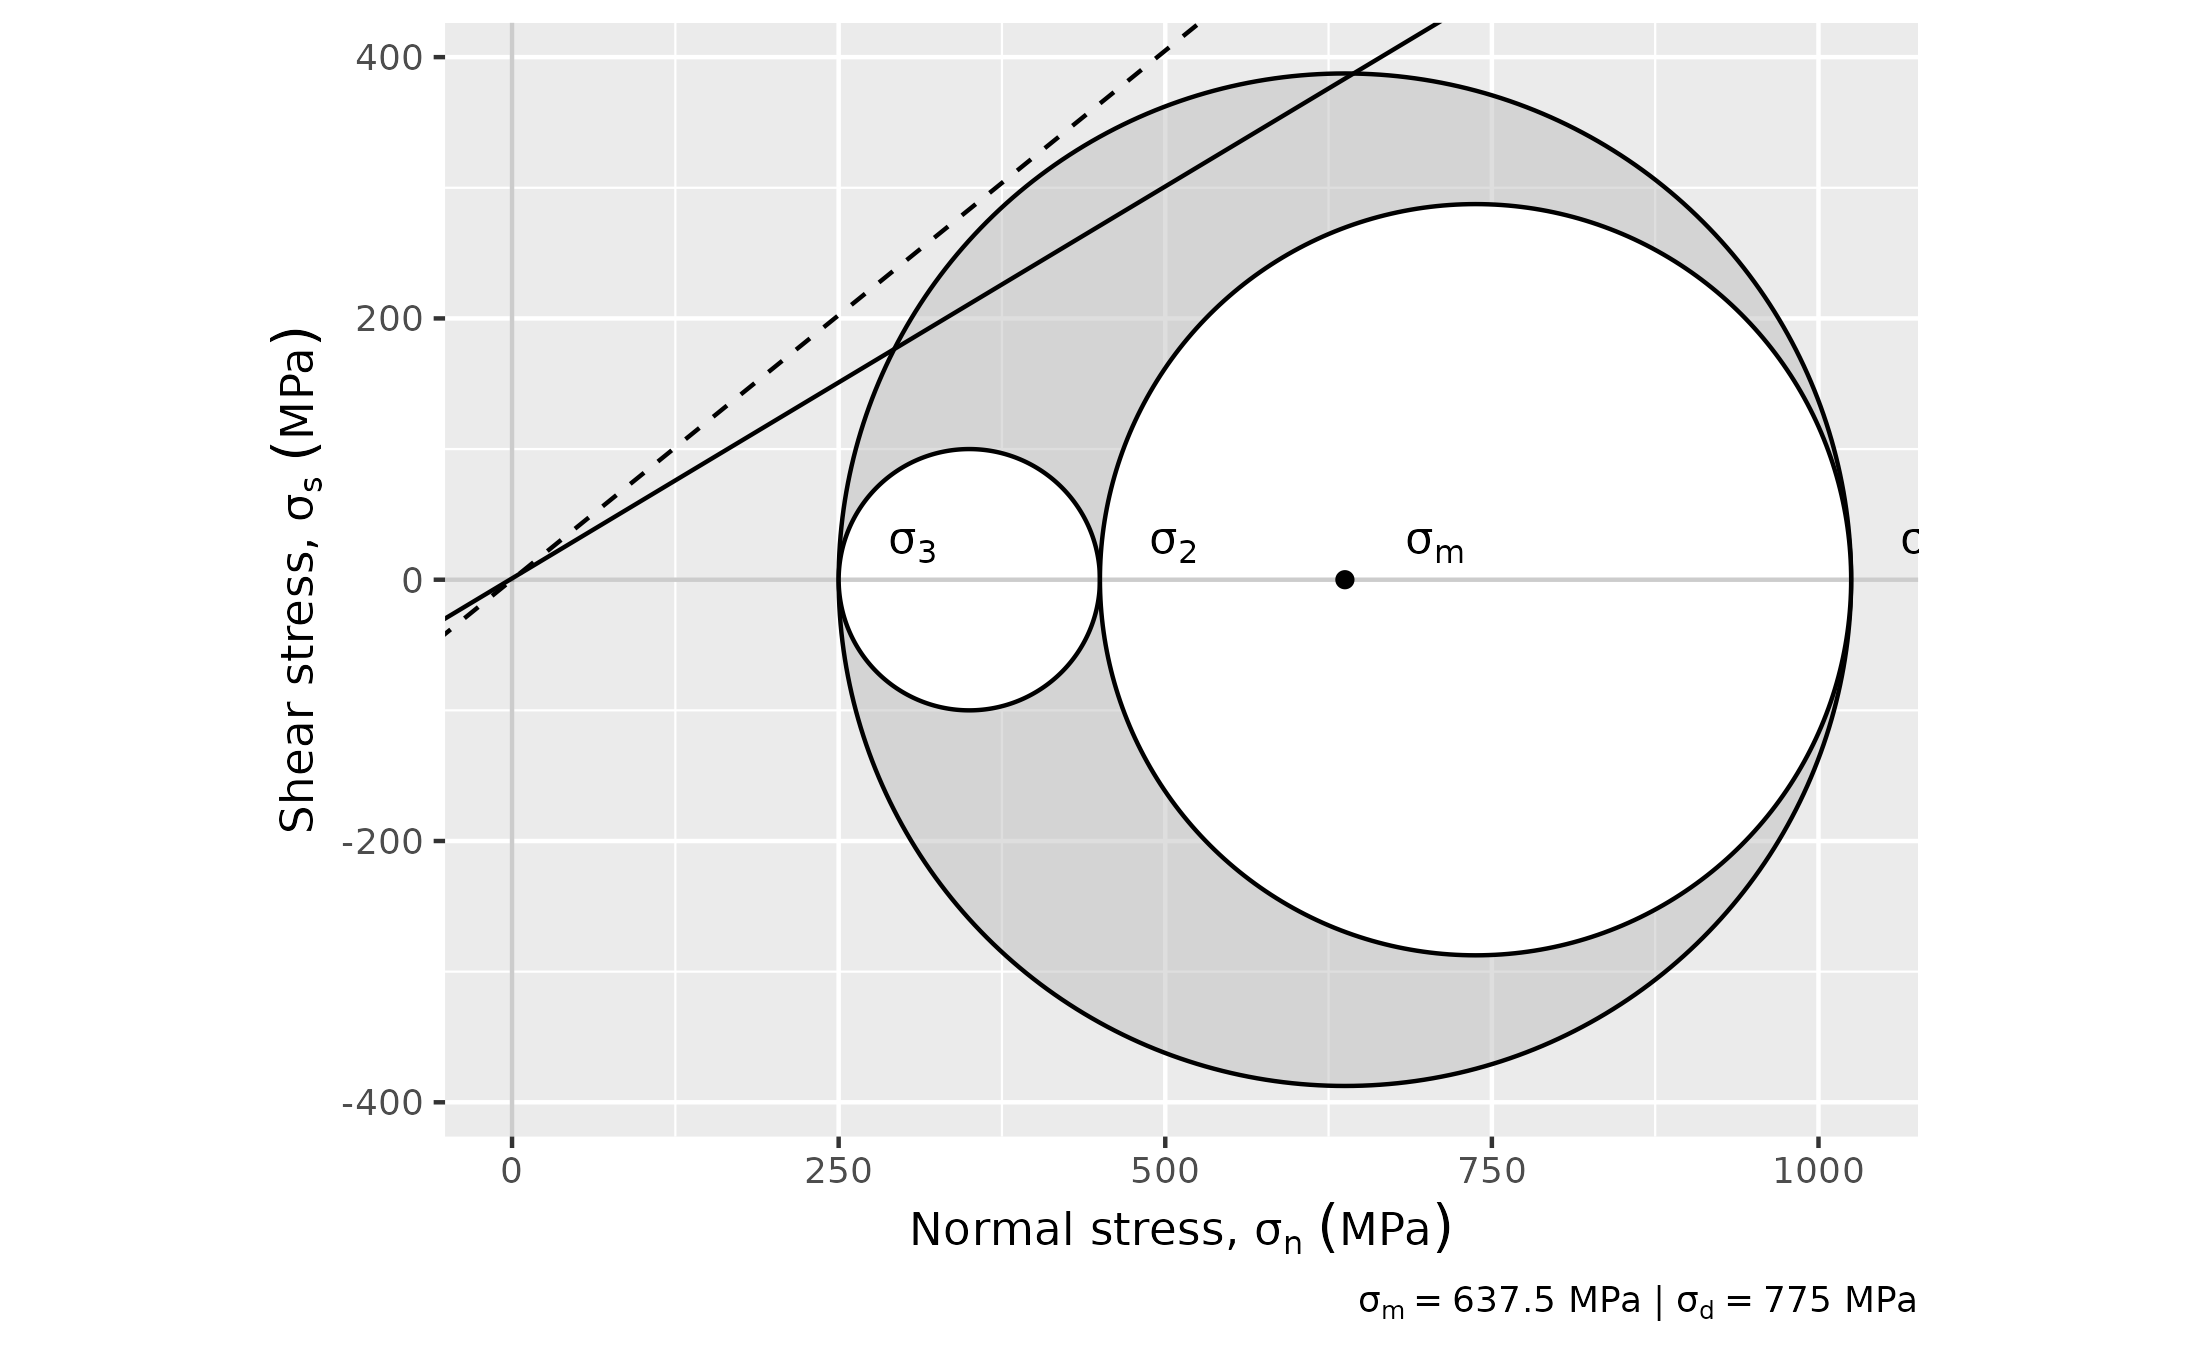 400
200
0
-200
-400
Shear stress, σs (MPa)
σ3
σ2
σm
σ
0
250
500
750
1000
Normal stress, σn (MPa)
σm = 637.5 MPa | σd = 775 MPa